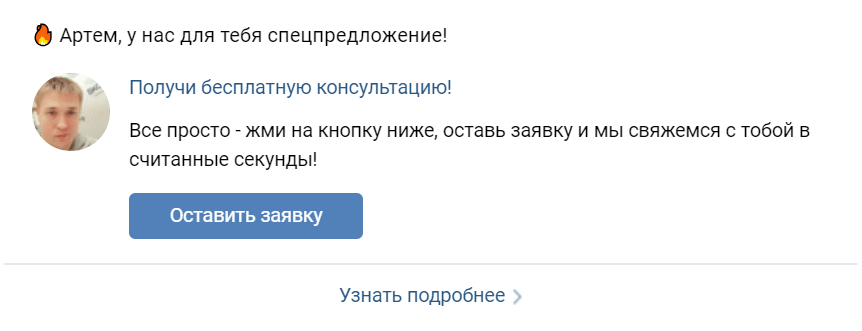 Артем, у нас для тебя спецпредложение!
Получи бесплатную консультацию!
Все просто - жми на кнопку ниже, оставь заявку и мы свяжемся с тобой в
считанные секунды!
Оставить заявку
Узнать подробнее